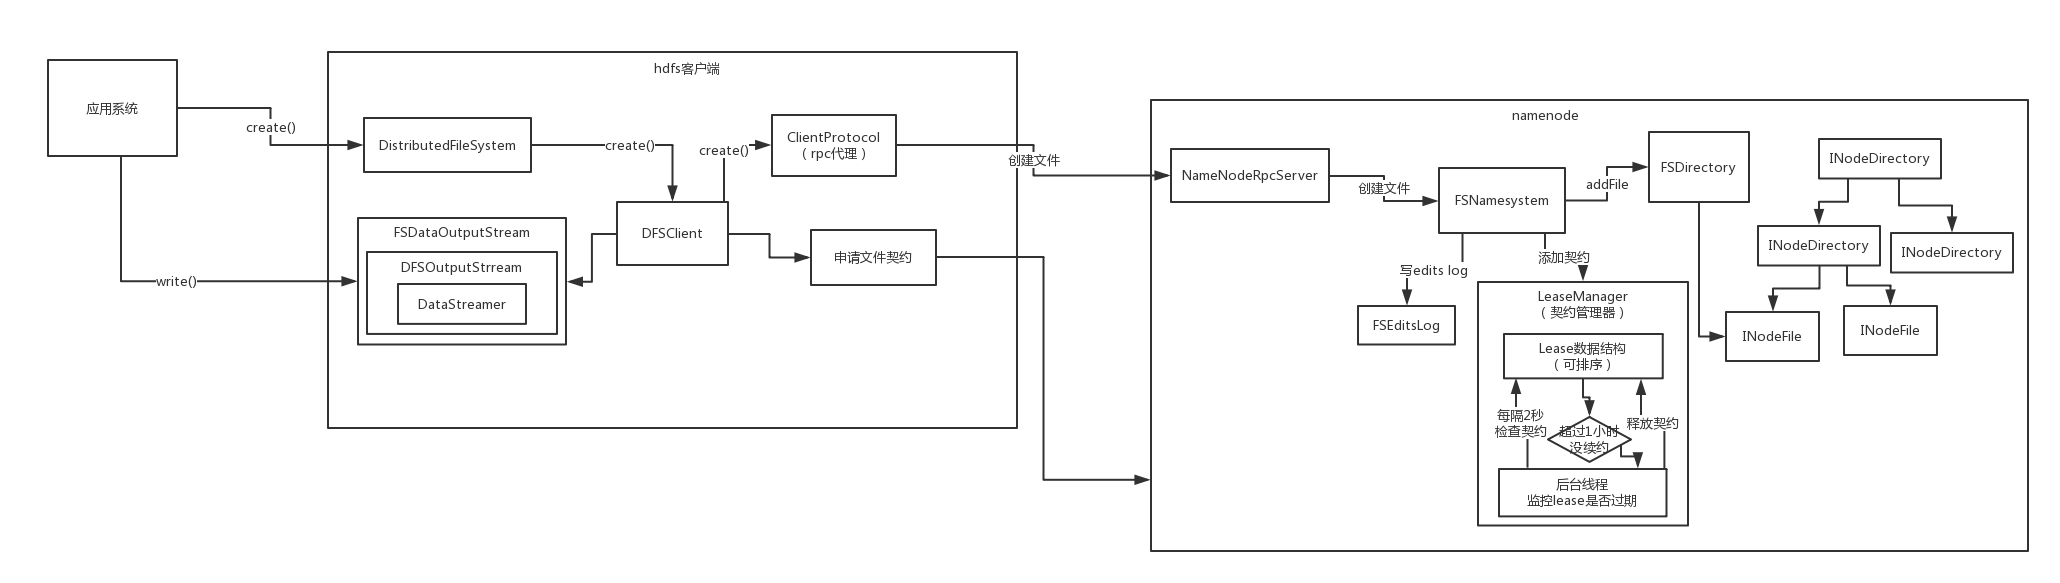 应用系统
create()
write()
hdfs客户端
DistributedFileSystem
create()
create()
ClientProtocol
（rpc代理）
DFSClient
FSDataOutputStream
DFSOutputStrream
DataStreamer
申请文件契约
创建文件
namenode
NameNodeRpcServer
创建文件
FSNamesystem
addFile
FSDirectory
写edits log
FSEditsLog
添加契约
LeaseManager
（契约管理器）
Lease数据结构
（可排序）
每隔2秒
检查契约
超过1小时
没续约
释放契约
后台线程
监控lease是否过期
INodeDirectory
INodeDirectory
INodeDirectory
INodeFile
INodeFile